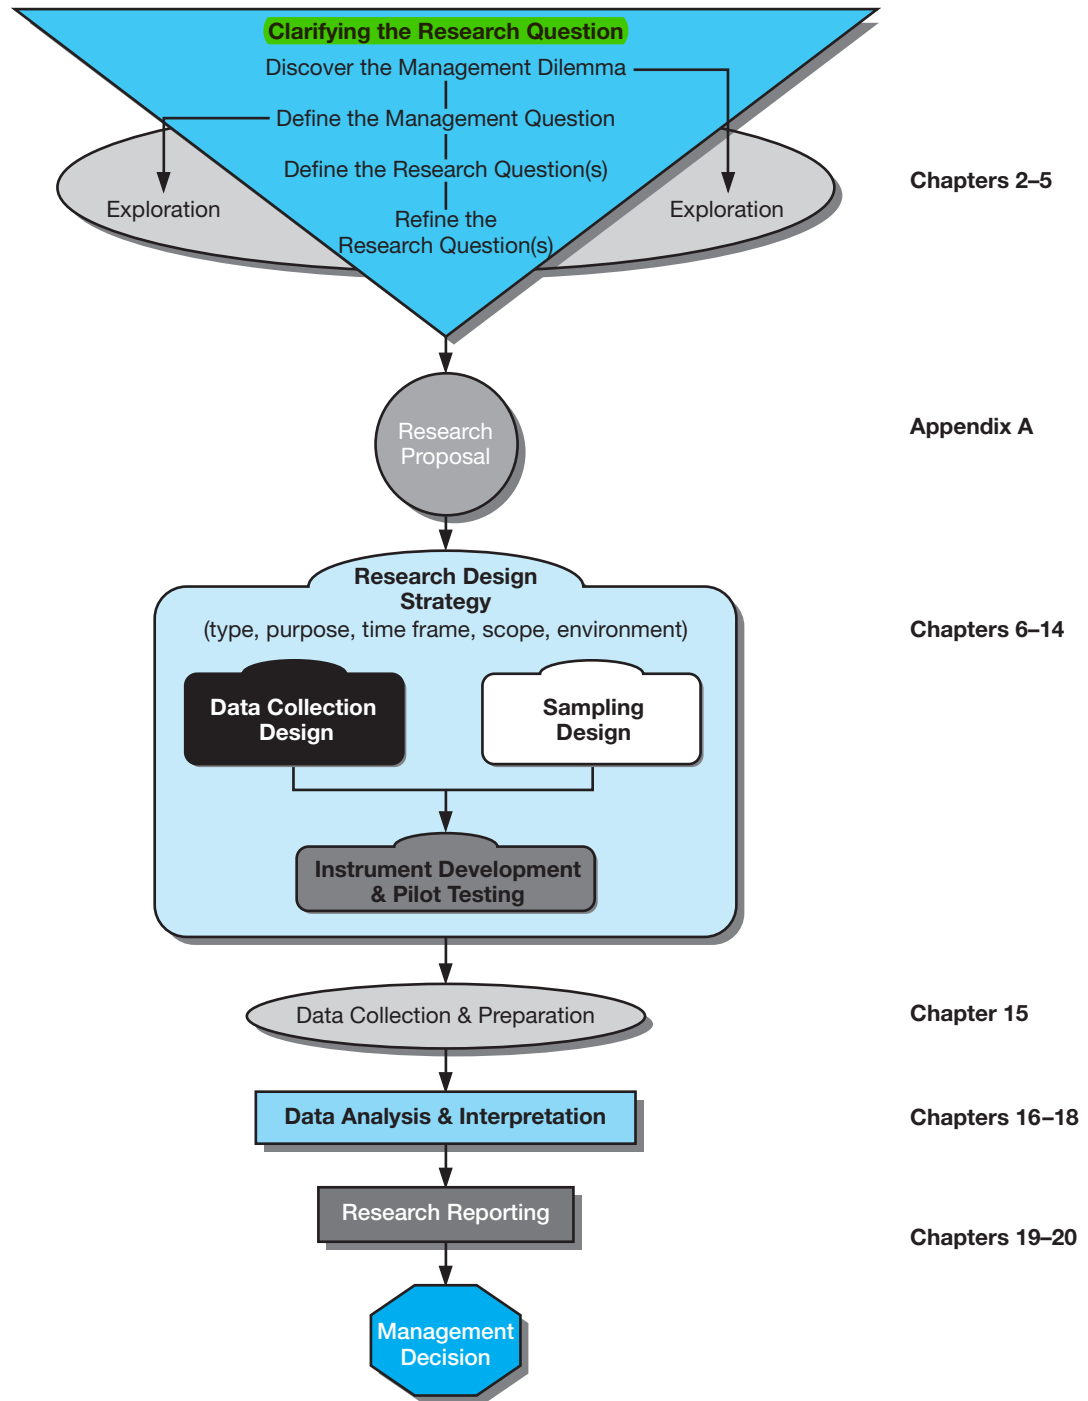 Clarifying the Research Question
Discover the Management Dilemma
Define the Management Question
Define the Research Question(s)
Exploration
Refine the
Research Question(s)
Exploration
Chapters 2–5
Research
Proposal
Appendix A
Research Design
Strategy
(type, purpose, time frame, scope, environment)
Chapters 6–14
Data Collection
Design
Sampling
Design
Instrument Development
& Pilot Testing
Data Collection & Preparation
Chapter 15
Data Analysis & Interpretation
Chapters 16–18
Research Reporting
Chapters 19–20
Management
Decision